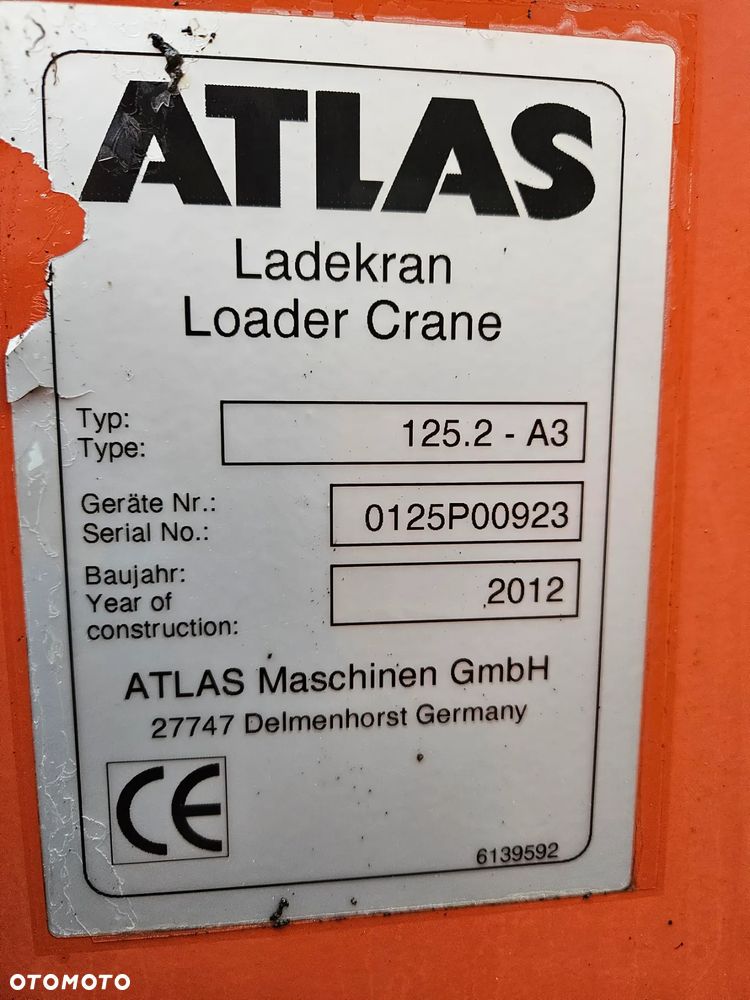 ATLAS
Ladekran
Loader Crane
Typ:
Type:
125.2 - A3
Geräte Nr.:
Serial No.:
0125P00923
Baujahr:
Year of
construction:
2012
ATLAS Maschinen GmbH
27747 Delmenhorst Germany
CE
6139592
OTOMOTO